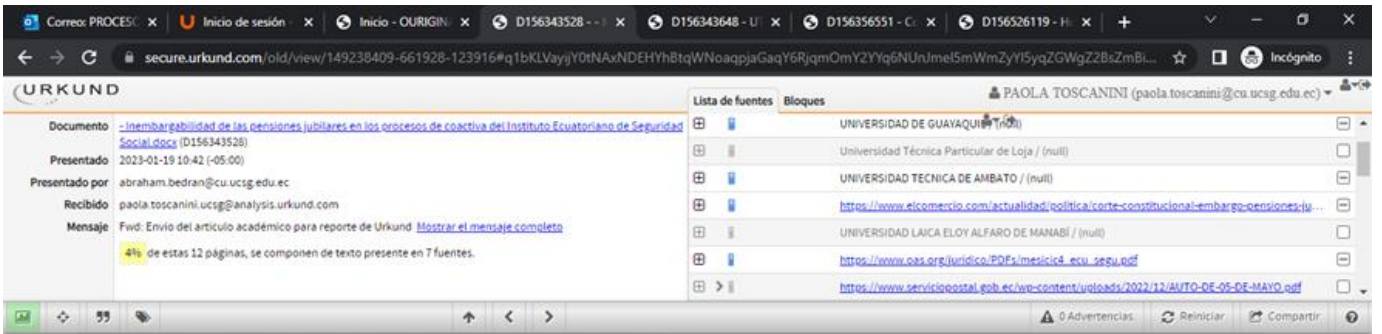 Correo: PROCESC
Inicio de sesión
Inicio - OURIGINA
D156343528 - - I
D156343648 - UT
D156356551 - Co
D156526119 - Ho
secure.urkund.com/old/view/149238409-661928-123916
Incógnito
URKUND
Lista de fuentes
Bloques
PAOLA TOSCANINI (paola.toscanini@cu.ucsg.edu.ec)
Documento
- Inembargabilidad de las pensiones jubilares en los procesos de coactiva del Instituto Ecuatoriano de Seguridad
Social.docx (D156343528)
Presentado
2023-01-19 10:42 (-05:00)
Presentado por
abraham.bedran@cu.ucsg.edu.ec
Recibido
paola.toscanini.ucsg@analysis.urkund.com
Mensaje
Fwd: Envio del articulo académico para reporte de Urkund Mostrar el mensaje completo
4% de estas 12 páginas, se componen de texto presente en 7 fuentes.
UNIVERSIDAD DE GUAYAQUIL / (null)
Universidad Técnica Particular de Loja / (null)
UNIVERSIDAD TECNICA DE AMBATO / (null)
https://www.elcomercio.com/actualidad/politica/corte-constitucional-embargo-pensiones-ju...
UNIVERSIDAD LAICA ELOY ALFARO DE MANABÍ / (null)
https://www.oas.org/juridico/PDFs/mesicic4_ecu_segu.pdf
https://www.serviciopostal.gob.ec/wp-content/uploads/2022/12/AUTO-DE-05-DE-MAYO.pdf
0 Advertencias.
Reiniciar
Compartir